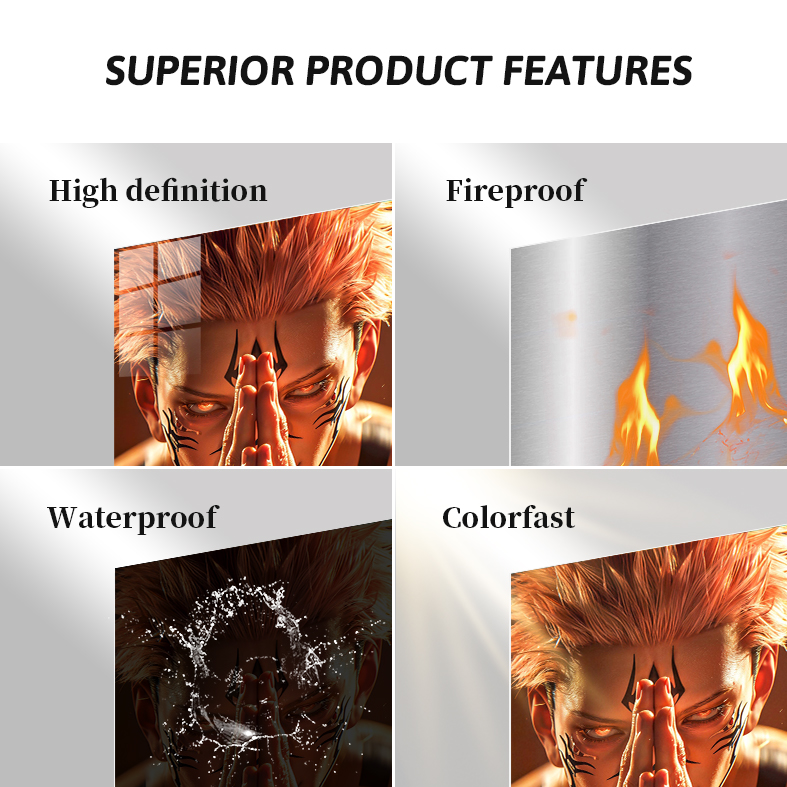 SUPERIOR PRODUCT FEATURES
High definition
Fireproof
Waterproof
Colorfast